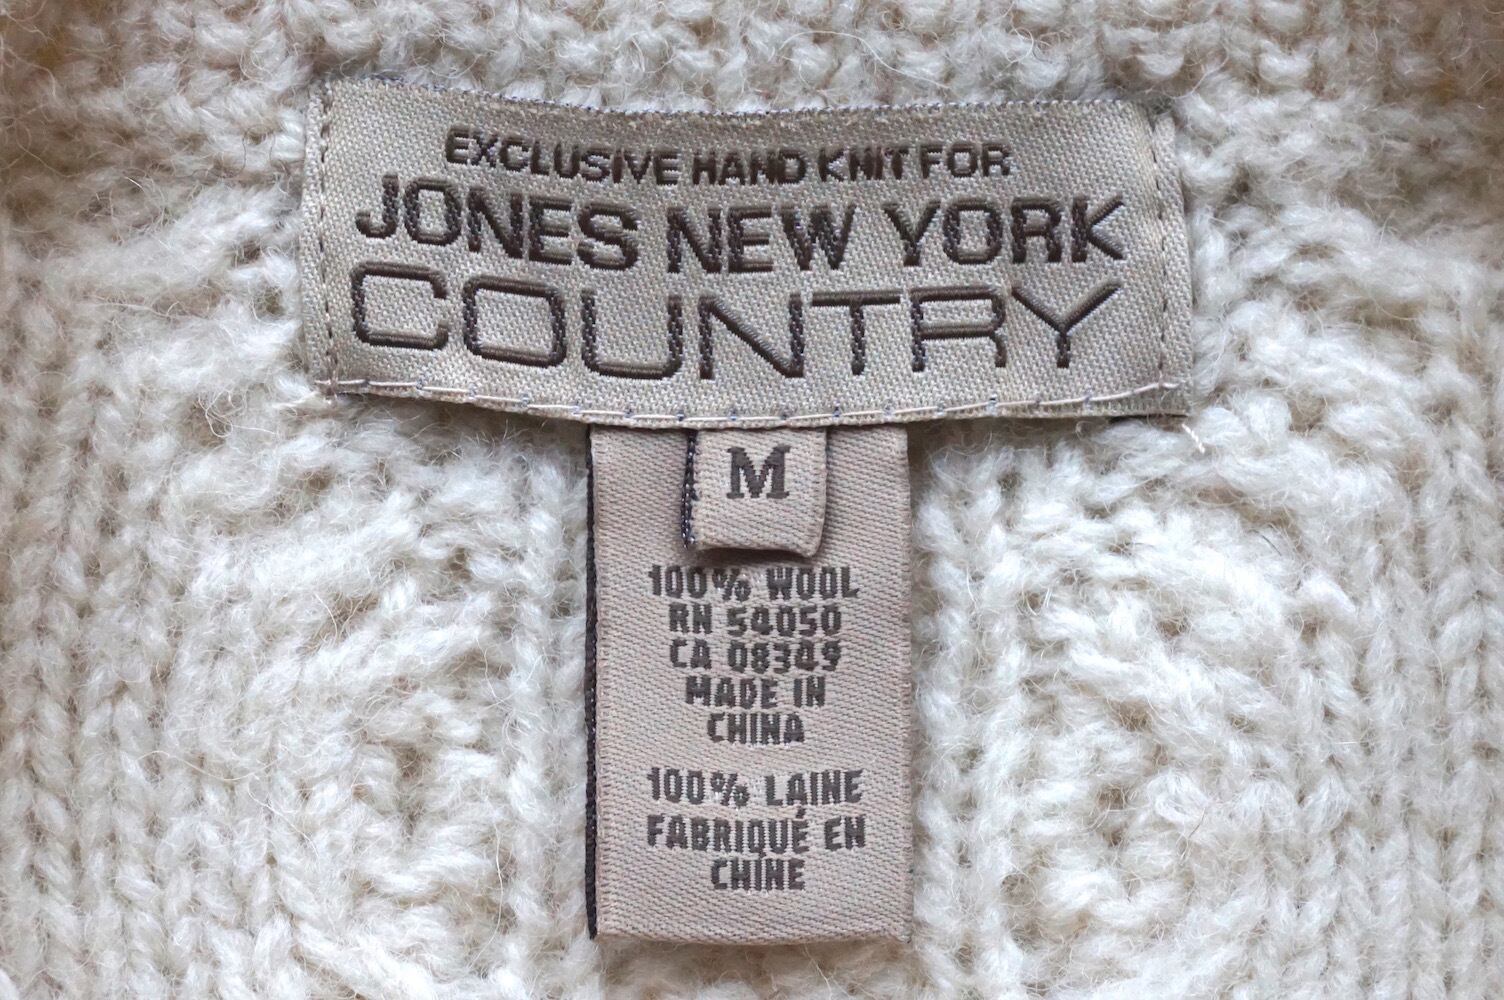 EXCLUSIVE HAND KNIT FOR
JONES NEW YORK
COUNTRY
M
100% WOOL
RN 54050
CA 08349
MADE IN
CHINA
100% LAINE
FABRIQUÉ EN
CHINE